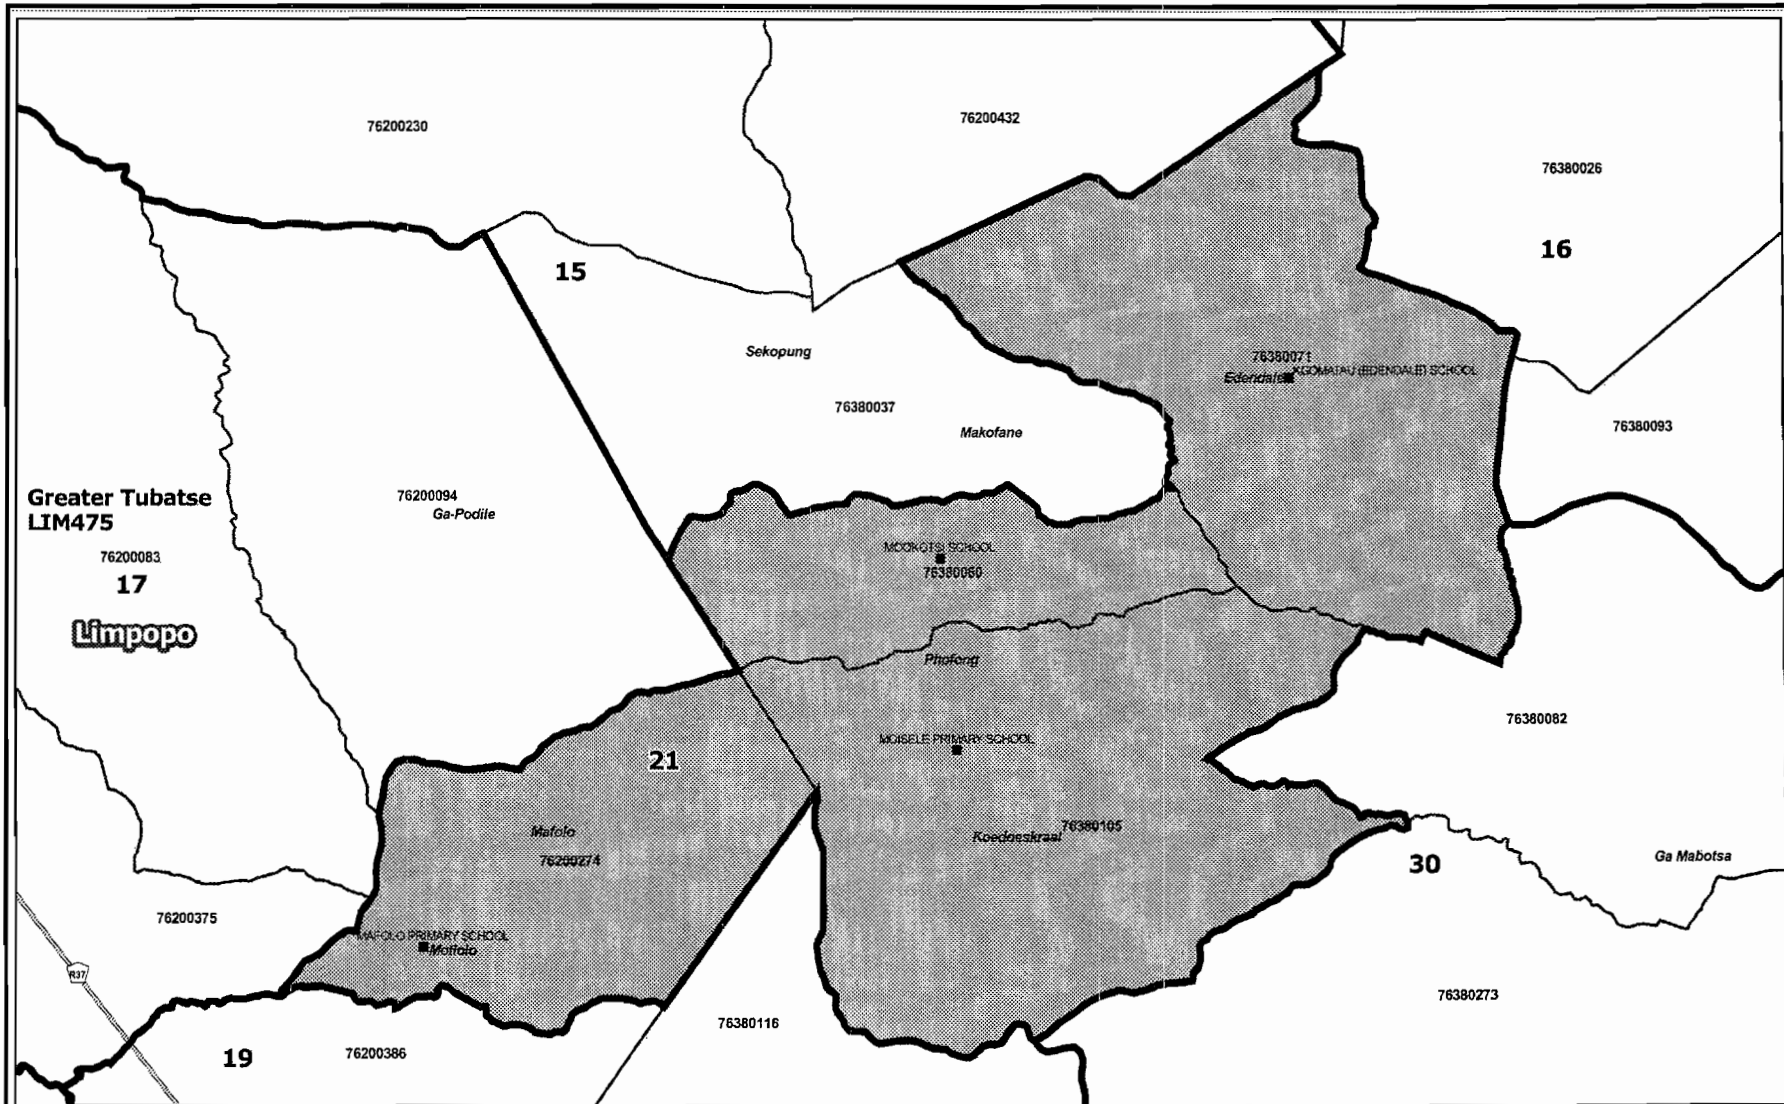 76200230
76200432
76380026
15
16
Sekopung
76380071
KGOMATAU (EDENDALE) SCHOOL
Edendale
76380037
Makofane
76380093
Greater Tubatse
LIM475
76200094
Ga-Podile
76200083
17
Limpopo
MOOKOTSI SCHOOL
76380060
Phofong
76380082
21
MOISELE PRIMARY SCHOOL
Mafolo
76200274
Koedoeskraal
76380105
30
Ga Mabotsa
76200375
MAFOLO PRIMARY SCHOOL
Moffolo
R37
76380273
76380116
19
76200386